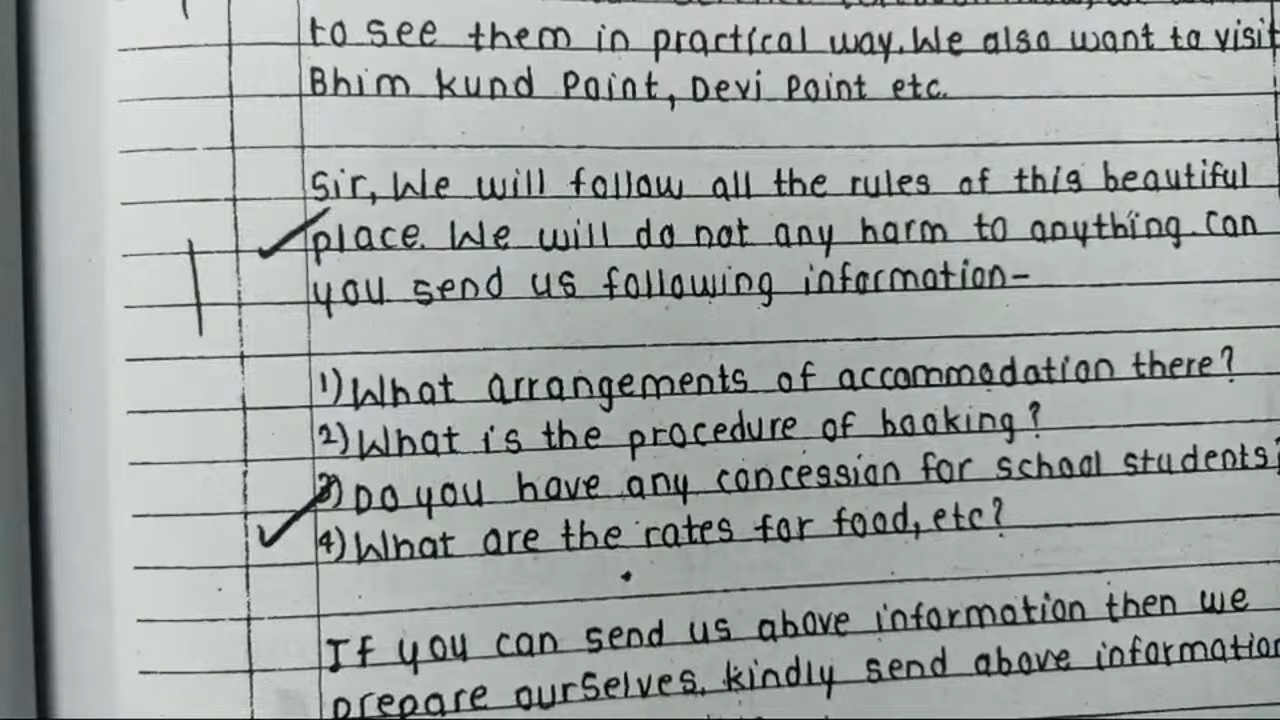 to see them in practical way. We also want to visit
Bhim Kund Point, Devi Point etc.
Sir, We will follow all the rules of this beautiful
place. We will do not any harm to anything. Can
you send us following information-
1) What arrangements of accommodation there?
2) What is the procedure of booking?
3) Do you have any concession for school students?
4) What are the rates for food, etc?
If you can send us above information then we
prepare ourselves, kindly send above information